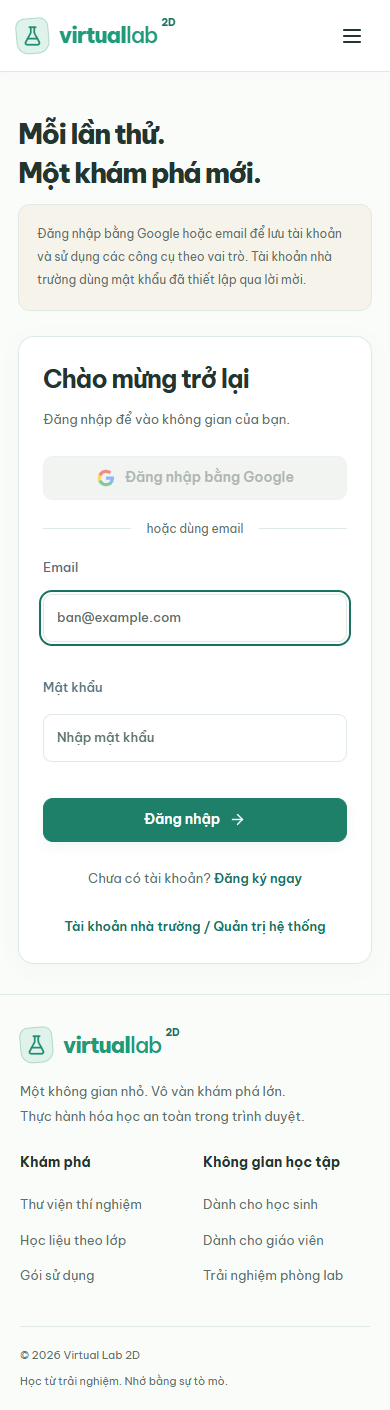 virtuallab 2D
Mỗi lần thử.
Một khám phá mới.
Đăng nhập bằng Google hoặc email để lưu tài khoản
và sử dụng các công cụ theo vai trò. Tài khoản nhà
trường dùng mật khẩu đã thiết lập qua lời mời.
Chào mừng trở lại
Đăng nhập để vào không gian của bạn.
Đăng nhập bằng Google
hoặc dùng email
Email
ban@example.com
Mật khẩu
Nhập mật khẩu
Đăng nhập →
Chưa có tài khoản? Đăng ký ngay
Tài khoản nhà trường / Quản trị hệ thống
virtuallab 2D
Một không gian nhỏ. Vô vàn khám phá lớn.
Thực hành hóa học an toàn trong trình duyệt.
Khám phá
Thư viện thí nghiệm
Học liệu theo lớp
Gói sử dụng
Không gian học tập
Dành cho học sinh
Dành cho giáo viên
Trải nghiệm phòng lab
© 2026 Virtual Lab 2D
Học từ trải nghiệm. Nhớ bằng sự tò mò.